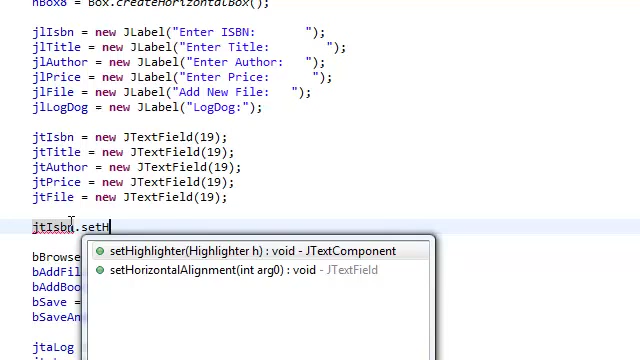 hBox8 = Box.createHorizontalBox();
jlIsbn = new JLabel("Enter ISBN:       ");
jlTitle = new JLabel("Enter Title:        ");
jlAuthor = new JLabel("Enter Author:   ");
jlPrice = new JLabel("Enter Price:      ");
jlFile = new JLabel("Add New File:   ");
jlLogDog = new JLabel("LogDog:");
jtIsbn = new JTextField(19);
jtTitle = new JTextField(19);
jtAuthor = new JTextField(19);
jtPrice = new JTextField(19);
jtFile = new JTextField(19);
jtIsbn.setH
setHighlighter(Highlighter h) : void - JTextComponent
bBrowse
setHorizontalAlignment(int arg0) : void - JTextField
bAddFil
bAddBoo
bSave =
bSaveAn
jtaLog